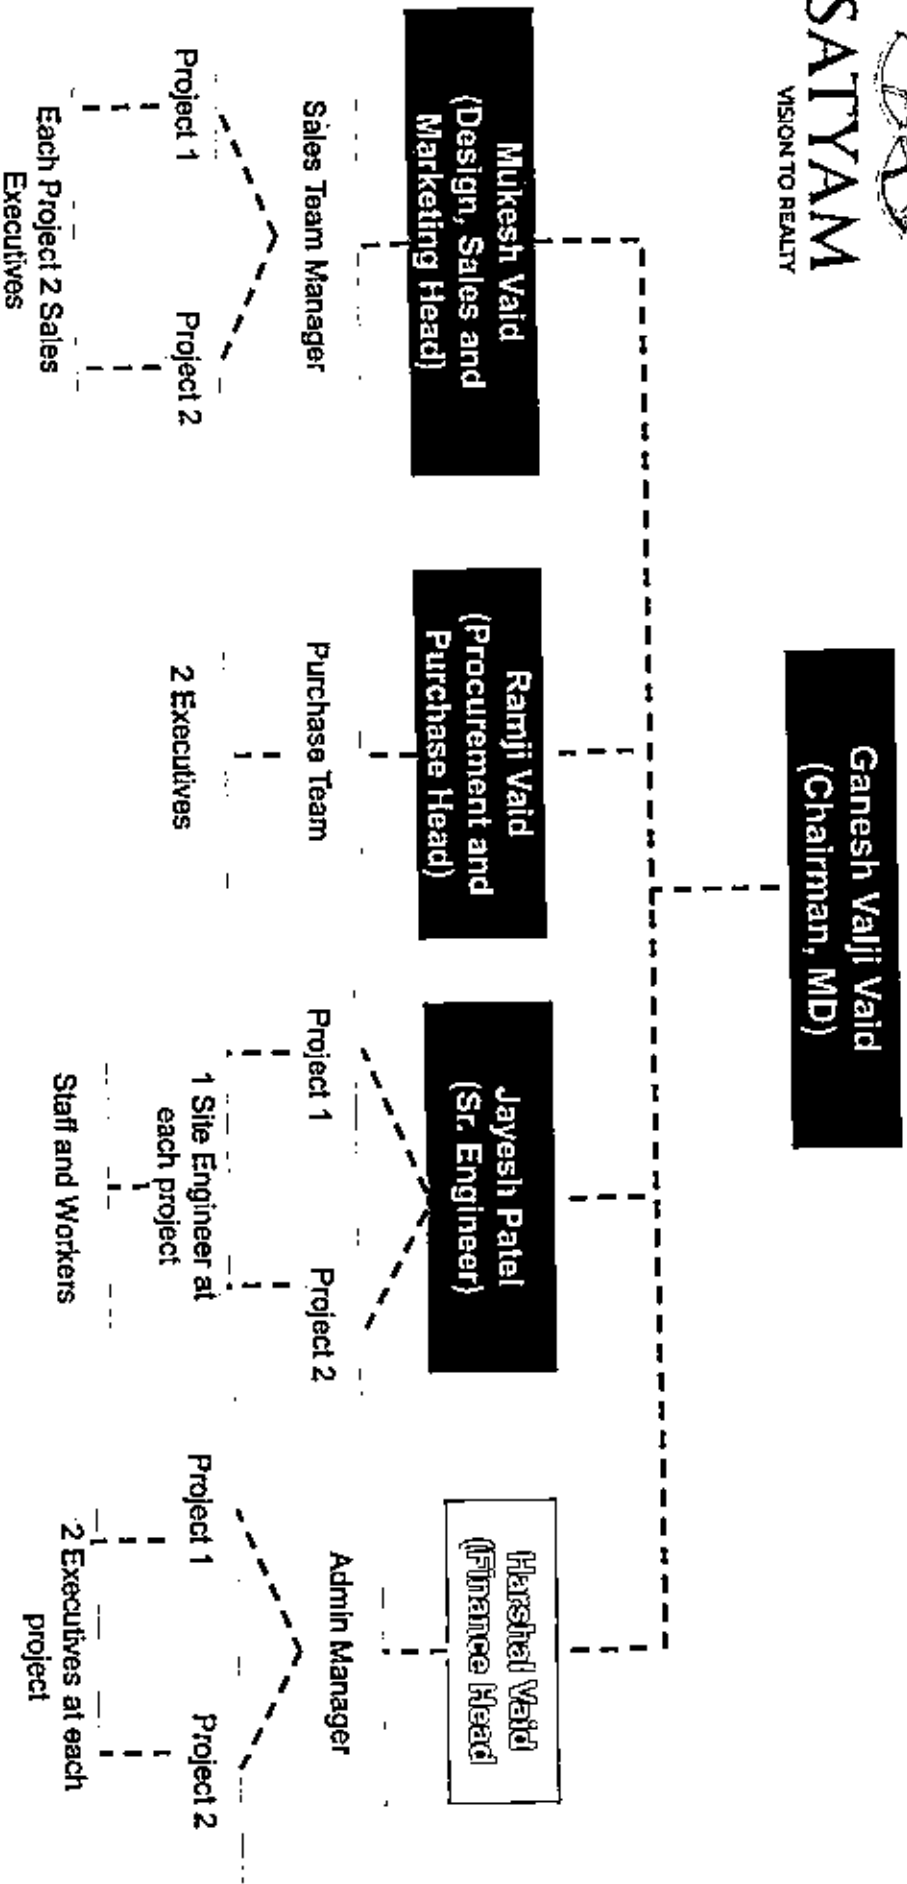 SATYAM
VISION TO REALTY
Ganesh Valji Vaid
(Chairman, MD)
Mukesh Vaid
(Design, Sales and
Marketing Head)
Ramji Vaid
(Procurement and
Purchase Head)
Jayesh Patel
(Sr. Engineer)
Harshal Vaid
(Finance Head
Sales Team Manager
Project 1
Project 2
Each Project 2 Sales
Executives
Purchase Team
2 Executives
Project 1
Project 2
1 Site Engineer at
each project
Staff and Workers
Admin Manager
Project 1
Project 2
2 Executives at each
project